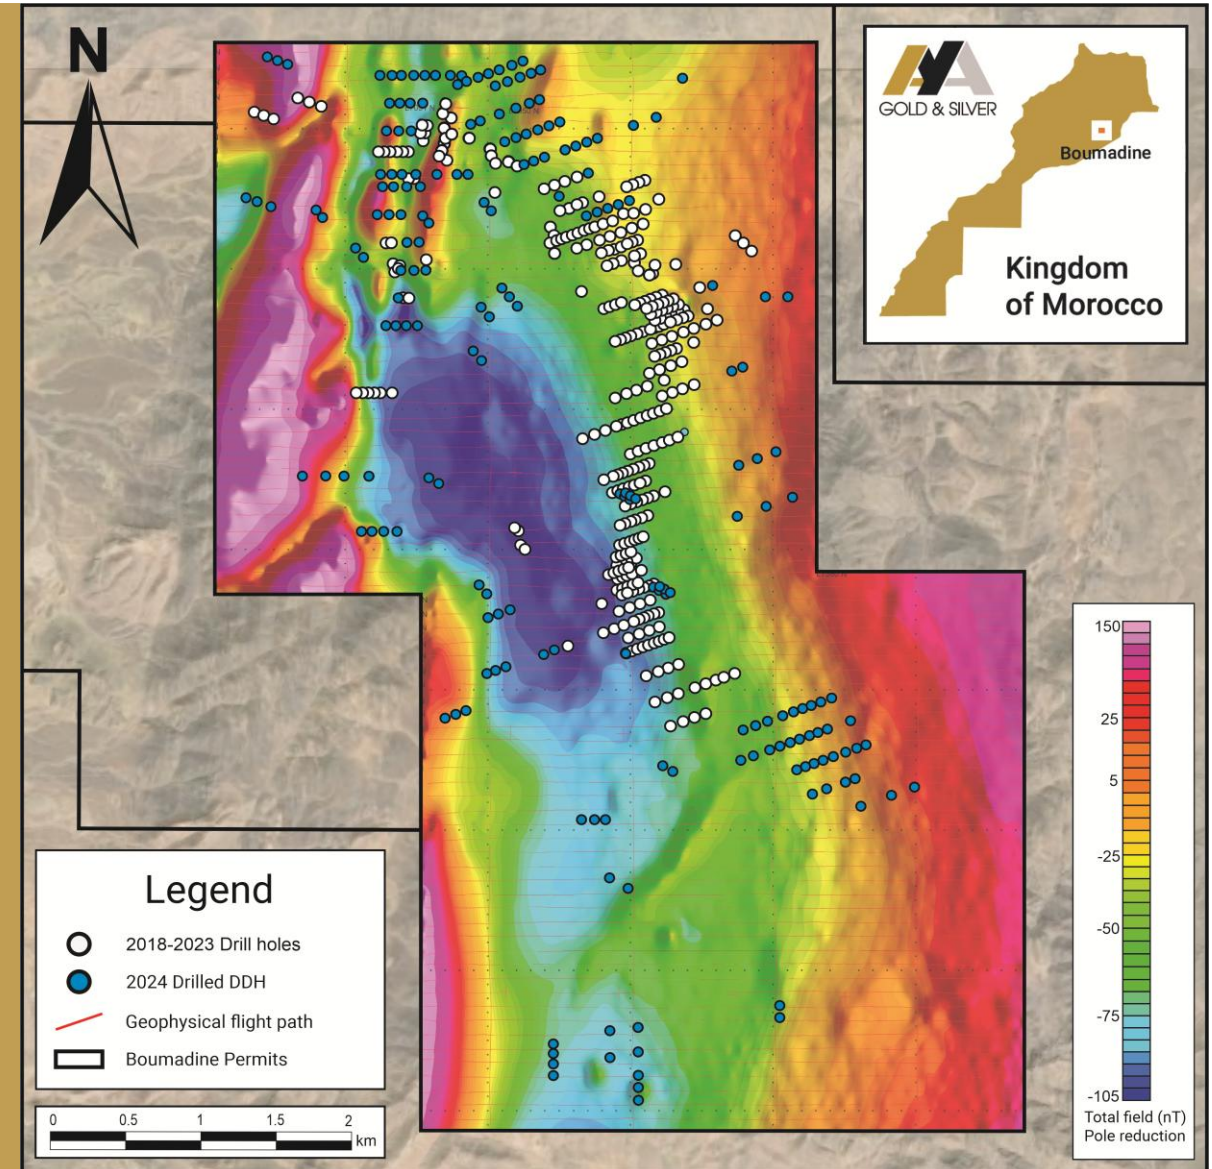 N
GOLD & SILVER
Boumadine
Kingdom
of Morocco
150
25
5
-25
-50
-75
-105
Total field (nT)
Pole reduction
Legend
2018-2023 Drill holes
2024 Drilled DDH
Geophysical flight path
Boumadine Permits
0 0.5 1 1.5 2
km